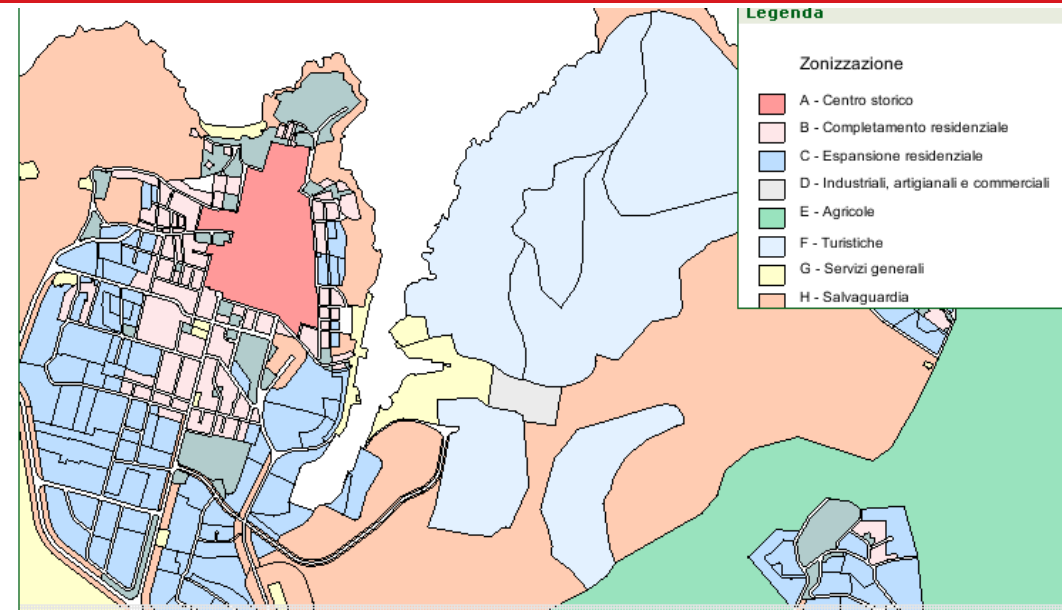 Legenda
Zonizzazione
A - Centro storico
B - Completamento residenziale
C - Espansione residenziale
D - Industriali, artigianali e commerciali
E - Agricole
F - Turistiche
G - Servizi generali
H - Salvaguardia